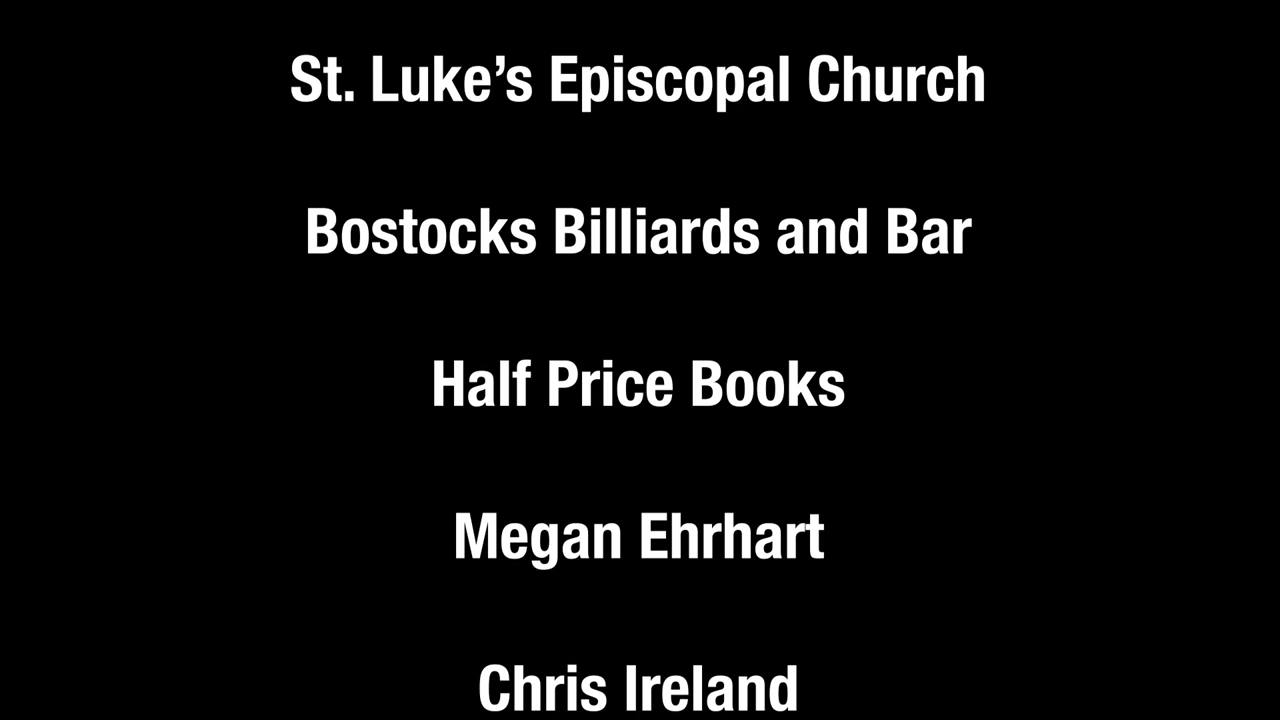 St. Luke’s Episcopal Church
Bostocks Billiards and Bar
Half Price Books
Megan Ehrhart
Chris Ireland